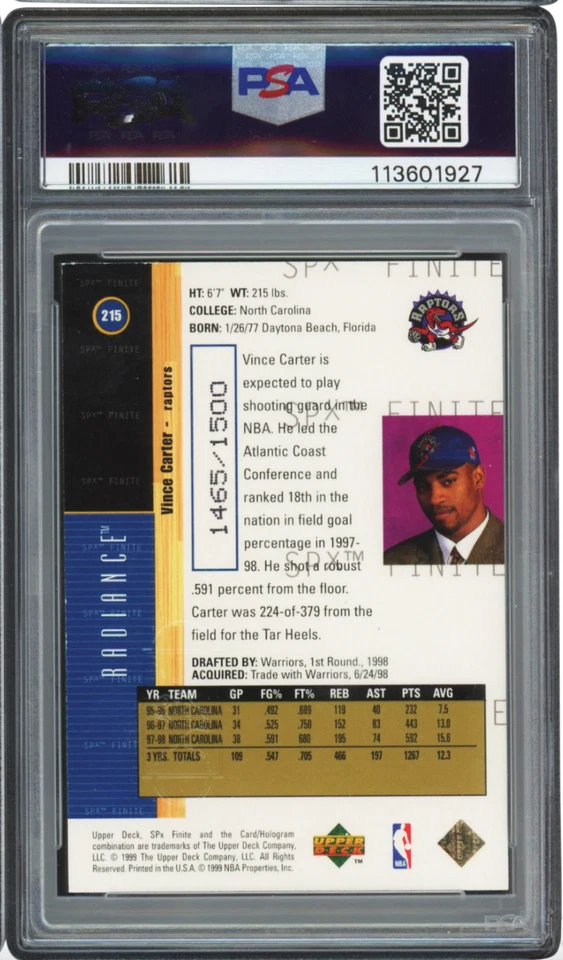 PSA
113601927
SPX FINITE
SPX™ FINITE
215
HT: 6'7" WT: 215 lbs.
COLLEGE: North Carolina
BORN: 1/26/77 Daytona Beach, Florida
RAPTORS
Vince Carter - raptors
1465/1500
Vince Carter is
expected to play
shooting guard in the
NBA. He led the
Atlantic Coast
Conference and
ranked 18th in the
nation in field goal
percentage in 1997-
98. He shot a robust
.591 percent from the floor.
Carter was 224-of-379 from the
field for the Tar Heels.
RADIANCE™
DRAFTED BY: Warriors, 1st Round., 1998
ACQUIRED: Trade with Warriors, 6/24/98
YR TEAM GP FG% FT% REB AST PTS AVG
95-96 NORTH CAROLINA 31 .492 .689 119 40 232 7.5
96-97 NORTH CAROLINA 34 .525 .750 152 83 443 13.0
97-98 NORTH CAROLINA 38 .591 680 195 74 592 15.6
3 YRS. TOTALS 109 .547 .705 466 197 1267 12.3
Upper Deck, SPx Finite and the Card/Hologram
combination are trademarks of The Upper Deck Company,
LLC. © 1999 The Upper Deck Company, LLC. All Rights
Reserved. Printed in the U.S.A. © 1999 NBA Properties, Inc.
UPPER
DECK
™
NBA
PSA